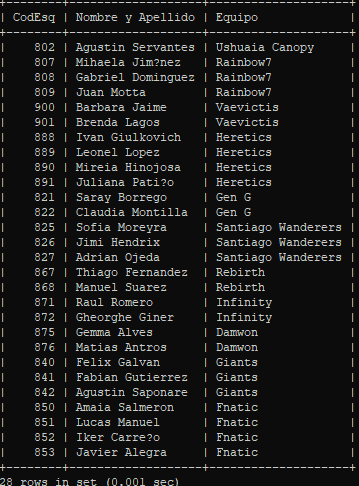 | CodEsq | Nombre y Apellido | Equipo |
| 802 | Agustin Servantes | Ushuaia Canopy |
| 807 | Mihaela Jim?nez | Rainbow7 |
| 808 | Gabriel Dominguez | Rainbow7 |
| 809 | Juan Motta | Rainbow7 |
| 900 | Barbara Jaime | Vaevictis |
| 901 | Brenda Lagos | Vaevictis |
| 888 | Ivan Giulkovich | Heretics |
| 889 | Leonel Lopez | Heretics |
| 890 | Mireia Hinojosa | Heretics |
| 891 | Juliana Pati?o | Heretics |
| 821 | Saray Borrego | Gen G |
| 822 | Claudia Montilla | Gen G |
| 825 | Sofia Moreyra | Santiago Wanderers |
| 826 | Jimi Hendrix | Santiago Wanderers |
| 827 | Adrian Ojeda | Santiago Wanderers |
| 867 | Thiago Fernandez | Rebirth |
| 868 | Manuel Suarez | Rebirth |
| 871 | Raul Romero | Infinity |
| 872 | Gheorghe Giner | Infinity |
| 875 | Gemma Alves | Damwon |
| 876 | Matias Antros | Damwon |
| 840 | Felix Galvan | Giants |
| 841 | Fabian Gutierrez | Giants |
| 842 | Agustin Saponare | Giants |
| 850 | Amaia Salmeron | Fnatic |
| 851 | Lucas Manuel | Fnatic |
| 852 | Iker Carre?o | Fnatic |
| 853 | Javier Alegra | Fnatic |
28 rows in set (0.001 sec)